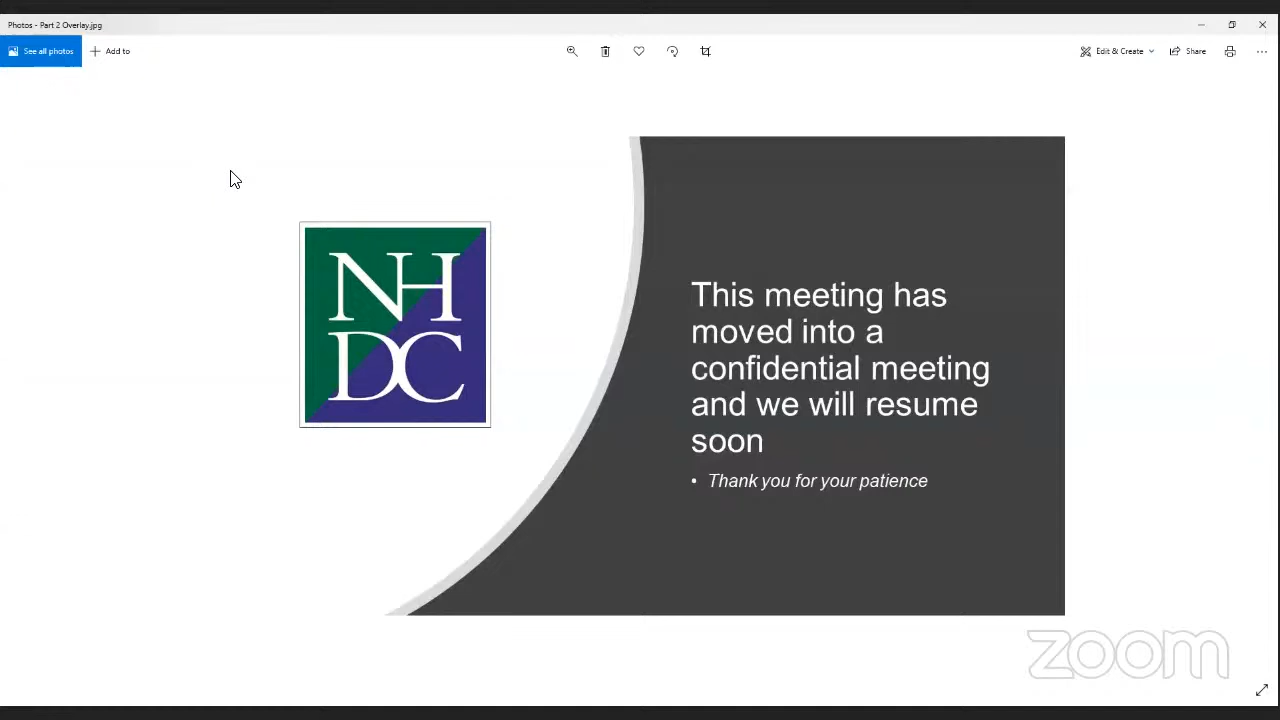 Photos - Part 2 Overlay.jpg
See all photos
Add to
Edit & Create
Share
NH
DC
This meeting has
moved into a
confidential meeting
and we will resume
soon
• Thank you for your patience
zoom